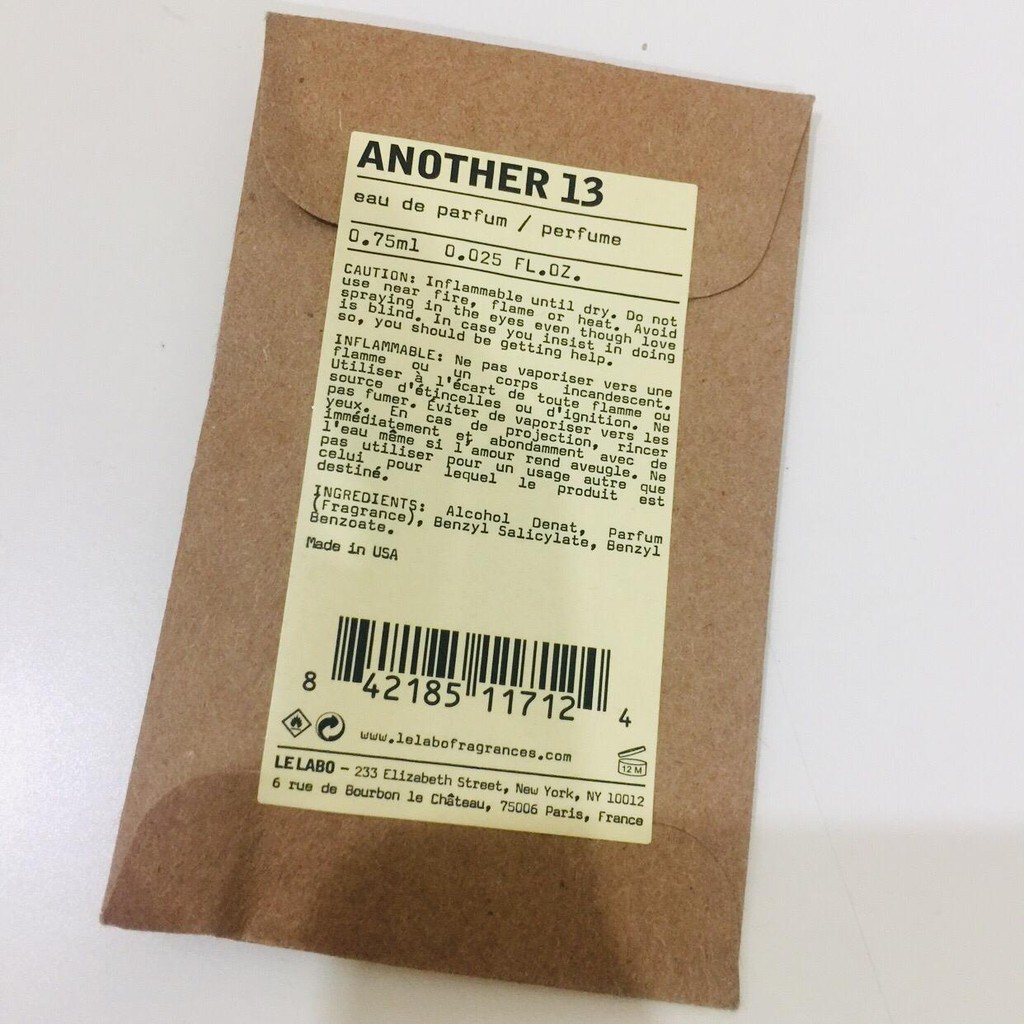 ANOTHER 13
eau de parfum / perfume
0.75ml 0.025 FL.OZ.
CAUTION: Inflammable until dry. Do not
use near fire, flame or heat. Avoid
spraying in the eyes even though love
is blind. In case you insist in doing
so, you should be getting help.
INFLAMMABLE: Ne pas vaporiser vers une
flamme ou un corps incandescent.
Utiliser à l'écart de toute flamme ou
source d'étincelles ou d'ignition. Ne
pas fumer. Éviter de vaporiser vers les
yeux. En cas de projection, rincer
immédiatement et abondamment avec de
l'eau même si l'amour rend aveugle. Ne
pas utiliser pour un usage autre que
celui pour lequel le produit est
destiné.
INGREDIENTS: Alcohol Denat, Parfum
(Fragrance), Benzyl Salicylate, Benzyl
Benzoate.
Made in USA
8 42185 11712 4
www.lelabofragrances.com
12 M
LE LABO – 233 Elizabeth Street, New York, NY 10012
6 rue de Bourbon le Château, 75006 Paris, France